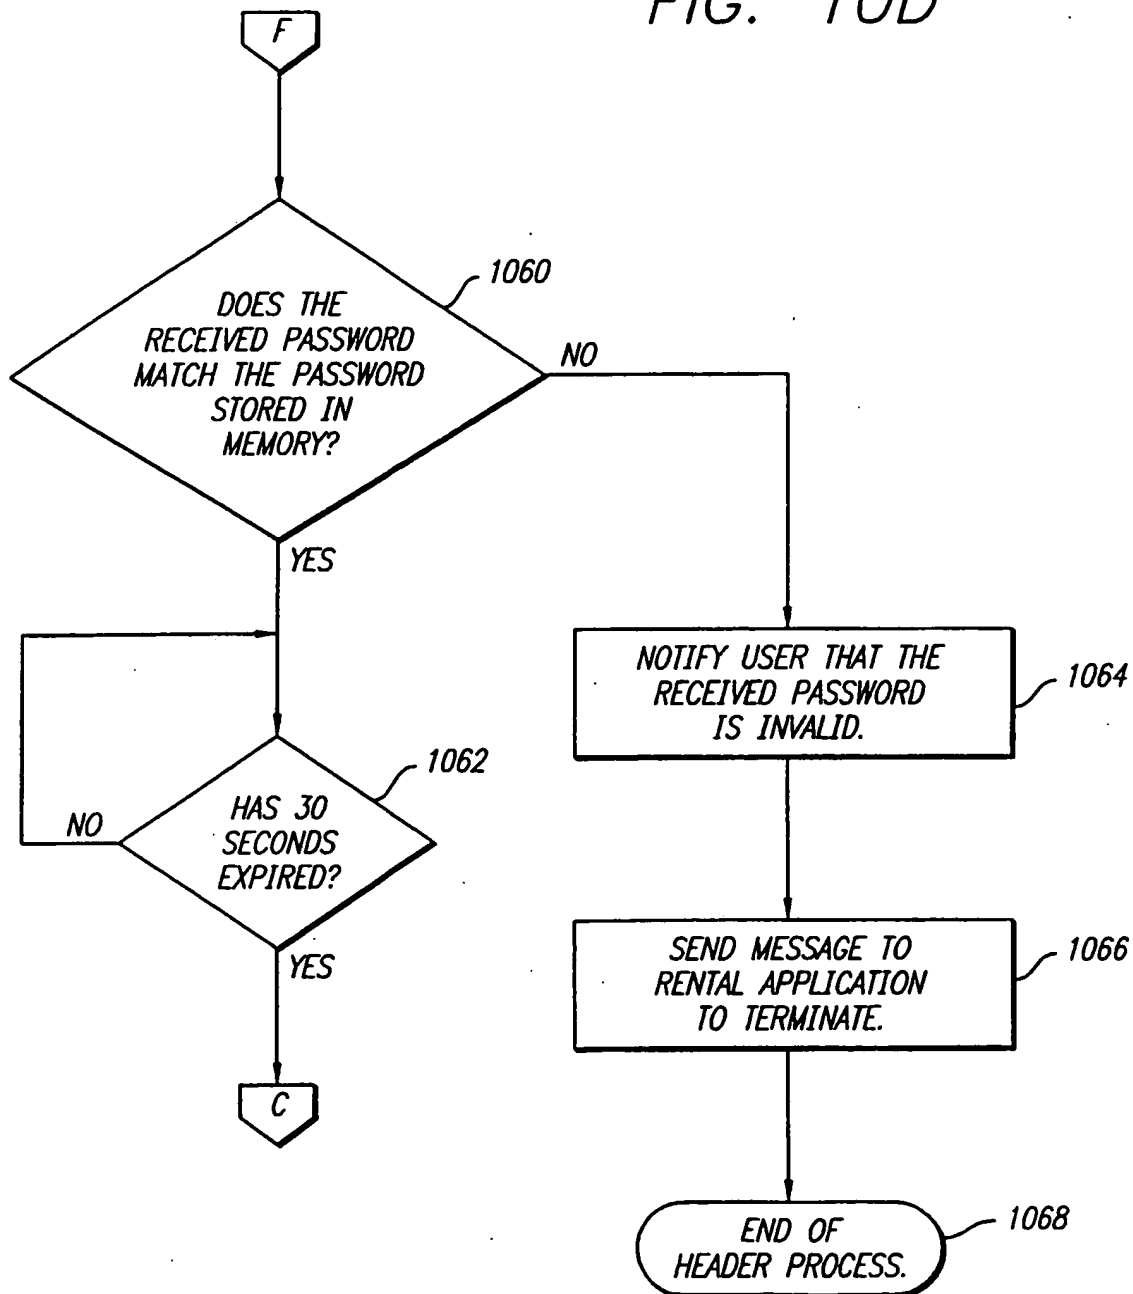 FIG. 10D
F
1060
DOES THE
RECEIVED PASSWORD
MATCH THE PASSWORD
STORED IN
MEMORY?
NO
YES
NOTIFY USER THAT THE
RECEIVED PASSWORD
IS INVALID.
1064
1062
HAS 30
SECONDS
EXPIRED?
NO
YES
SEND MESSAGE TO
RENTAL APPLICATION
TO TERMINATE.
1066
C
END OF
HEADER PROCESS.
1068